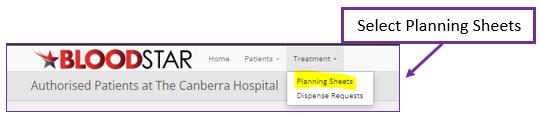 Select Planning Sheets
BLOODSTAR Home Patients Treatment
Authorised Patients at The Canberra Hospital
Planning Sheets
Dispense Requests